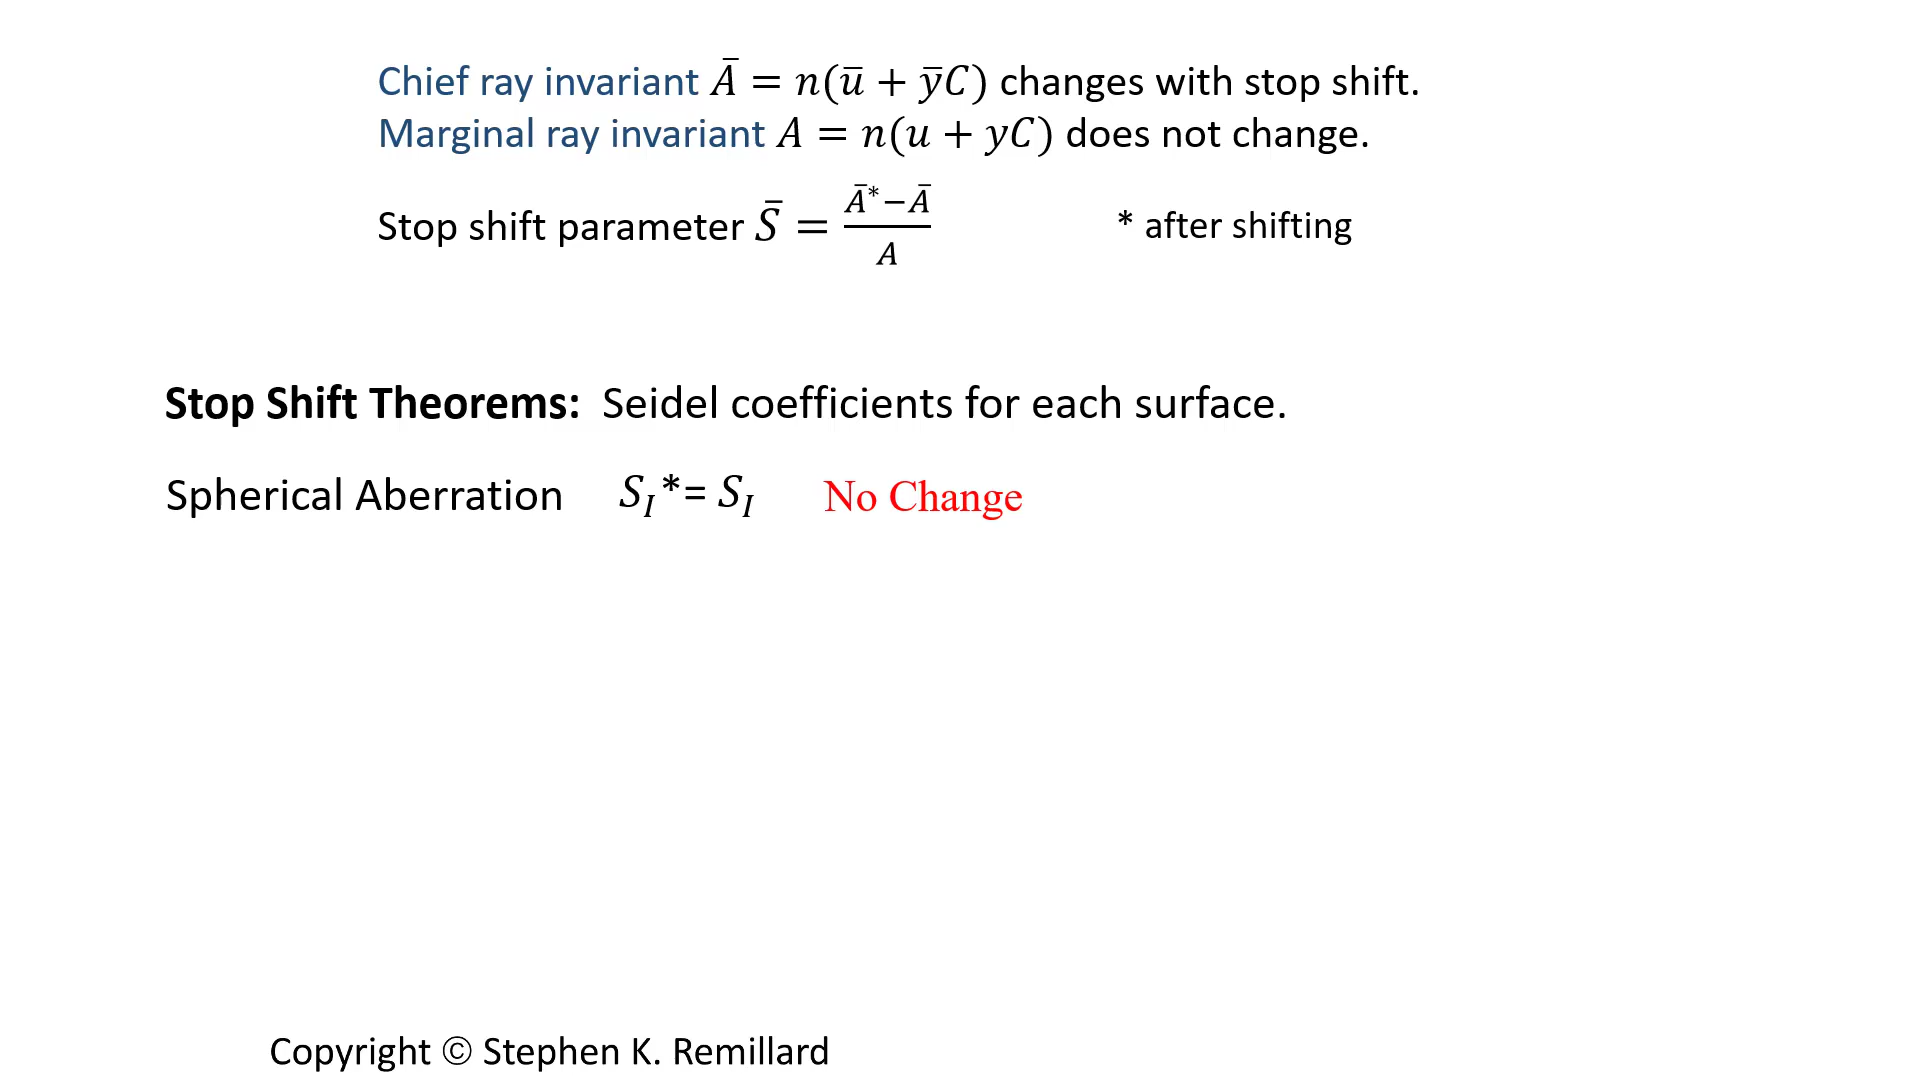 Chief ray invariant Ā = n(ū + ȳC) changes with stop shift.
Marginal ray invariant A = n(u + yC) does not change.
Stop shift parameter S̄ = (Ā* − Ā)/A * after shifting
Stop Shift Theorems: Seidel coefficients for each surface.
Spherical Aberration S_I*= S_I No Change
Copyright © Stephen K. Remillard